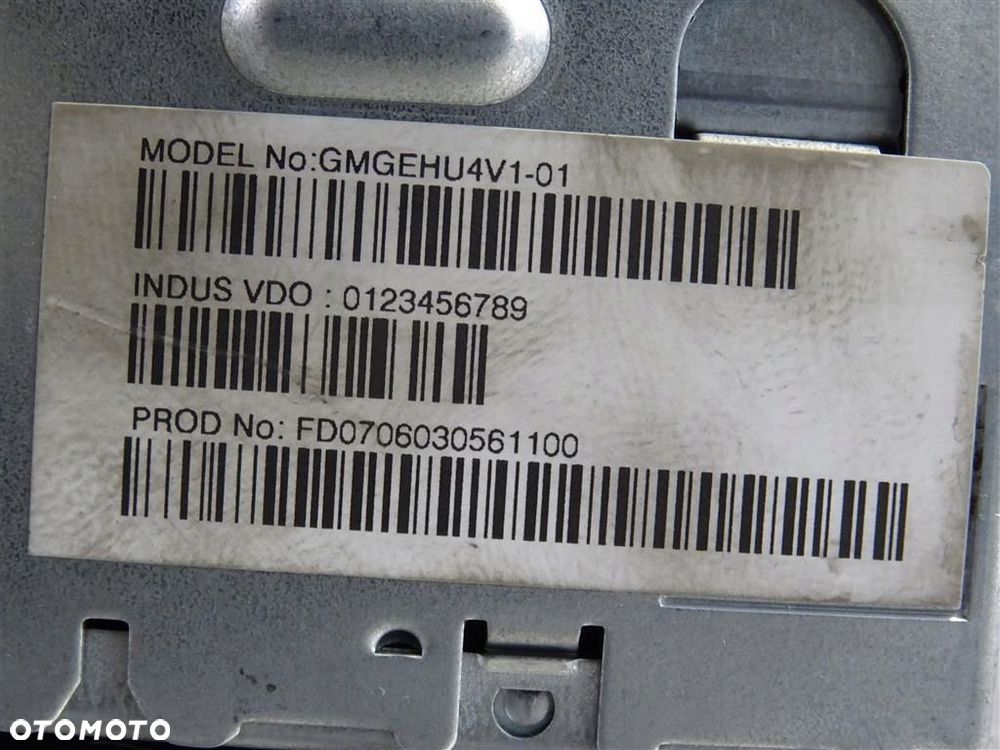 MODEL No:GMGEHU4V1-01
INDUS VDO : 0123456789
PROD No: FD0706030561100
OTOMOTO